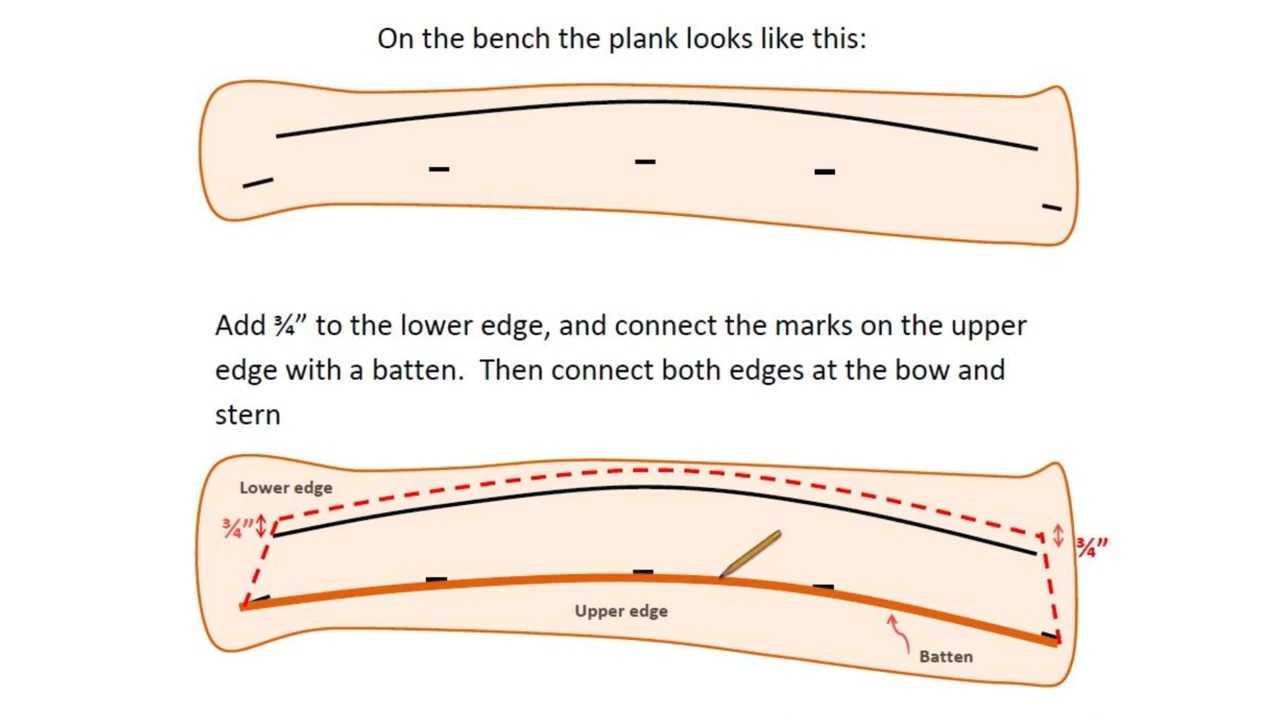 On the bench the plank looks like this:
Add ¾” to the lower edge, and connect the marks on the upper
edge with a batten.  Then connect both edges at the bow and
stern
Lower edge
¾”
¾”
Upper edge
Batten